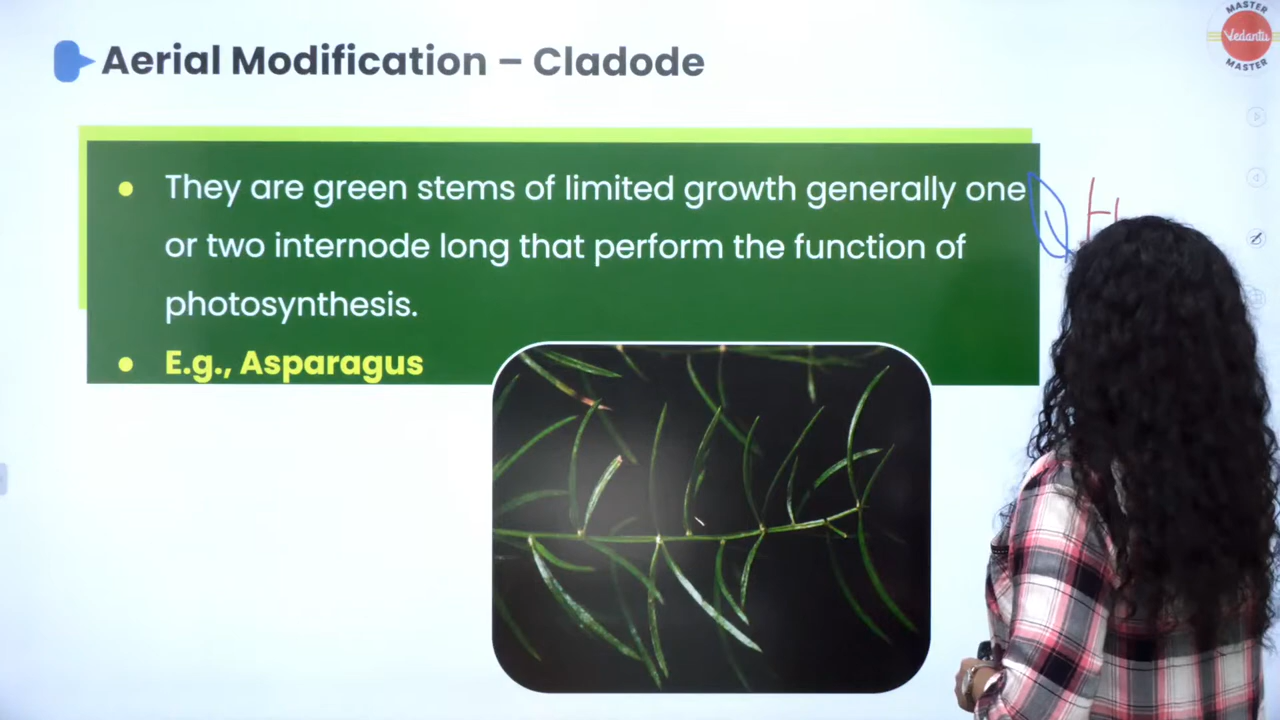 Aerial Modification – Cladode
They are green stems of limited growth generally one
or two internode long that perform the function of
photosynthesis.
E.g., Asparagus
MASTER
Vedantu
MASTER